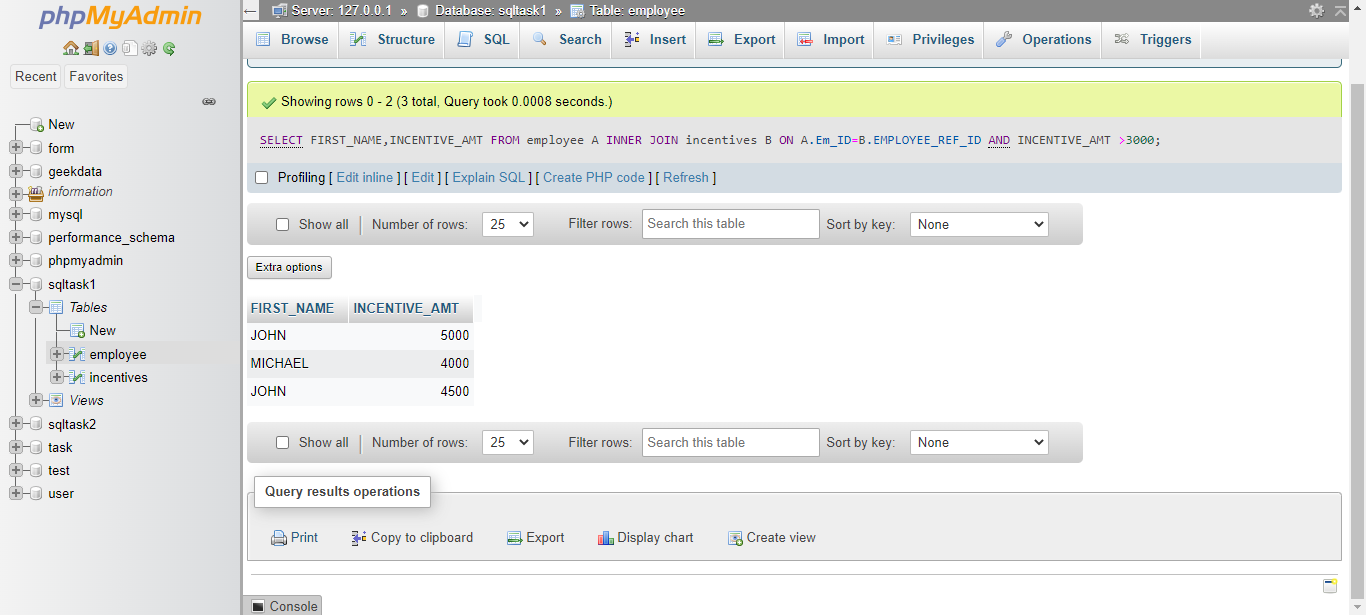 phpMyAdmin
Recent Favorites
New
form
geekdata
information
mysql
performance_schema
phpmyadmin
sqltask1
Tables
New
employee
incentives
Views
sqltask2
task
test
user
Server: 127.0.0.1 » Database: sqltask1 » Table: employee
Browse Structure SQL Search Insert Export Import Privileges Operations Triggers
Showing rows 0 - 2 (3 total, Query took 0.0008 seconds.)
SELECT FIRST_NAME,INCENTIVE_AMT FROM employee A INNER JOIN incentives B ON A.Em_ID=B.EMPLOYEE_REF_ID AND INCENTIVE_AMT >3000;
Profiling [ Edit inline ] [ Edit ] [ Explain SQL ] [ Create PHP code ] [ Refresh ]
Show all | Number of rows: 25 Filter rows: Search this table Sort by key: None
Extra options
FIRST_NAME INCENTIVE_AMT
JOHN 5000
MICHAEL 4000
JOHN 4500
Show all | Number of rows: 25 Filter rows: Search this table Sort by key: None
Query results operations
Print Copy to clipboard Export Display chart Create view
Console